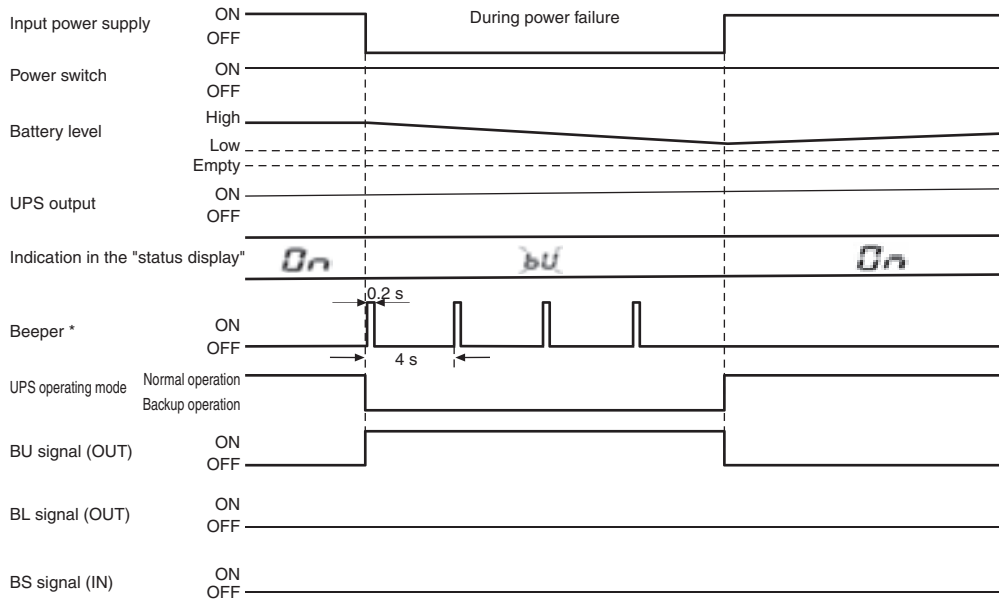 Input power supply
ON
OFF
During power failure
Power switch
ON
OFF
Battery level
High
Low
Empty
UPS output
ON
OFF
Indication in the "status display"
On
bU
On
0.2 s
Beeper *
ON
OFF
4 s
UPS operating mode
Normal operation
Backup operation
BU signal (OUT)
ON
OFF
BL signal (OUT)
ON
OFF
BS signal (IN)
ON
OFF